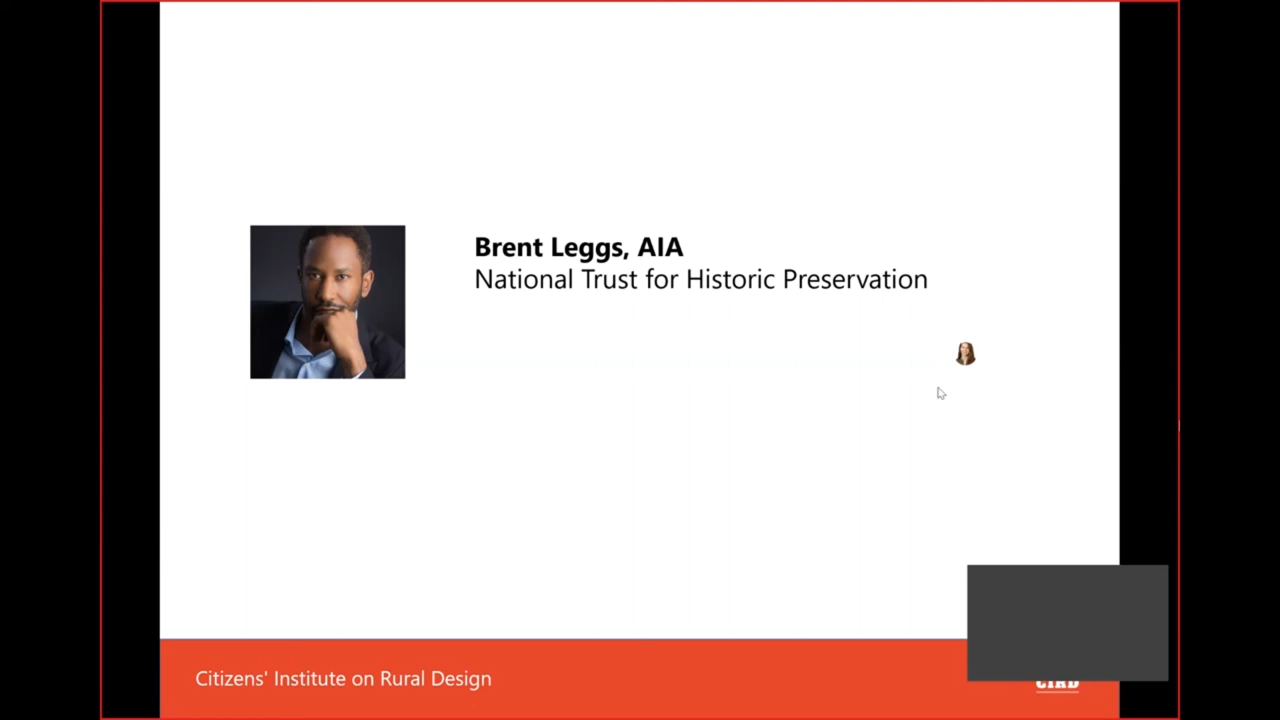 Brent Leggs, AIA
National Trust for Historic Preservation
Citizens' Institute on Rural Design